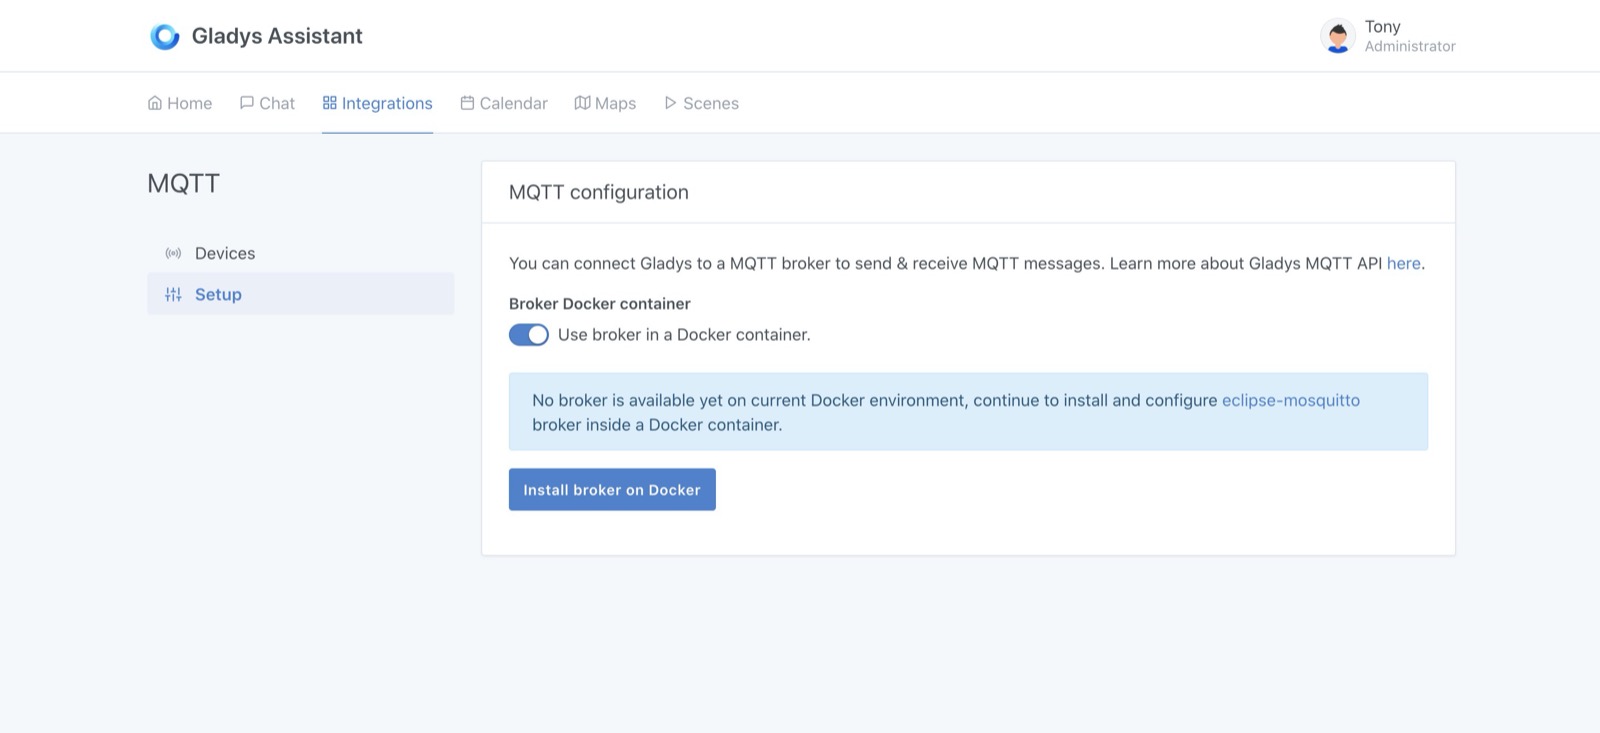 Gladys Assistant
Tony
Administrator
Home
Chat
Integrations
Calendar
Maps
Scenes
MQTT
Devices
Setup
MQTT configuration
You can connect Gladys to a MQTT broker to send & receive MQTT messages. Learn more about Gladys MQTT API here.
Broker Docker container
Use broker in a Docker container.
No broker is available yet on current Docker environment, continue to install and configure eclipse-mosquitto
broker inside a Docker container.
Install broker on Docker